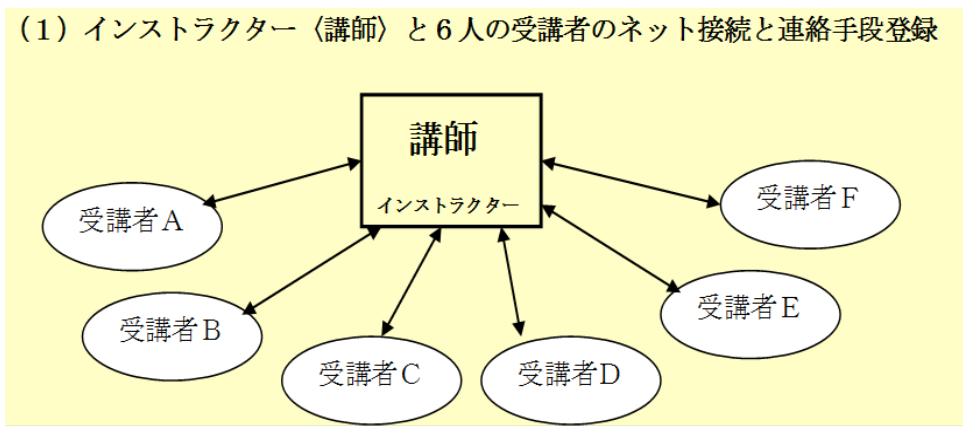 (1)インストラクター〈講師〉と6人の受講者のネット接続と連絡手段登録
講師
インストラクター
受講者A
受講者B
受講者C
受講者D
受講者E
受講者F